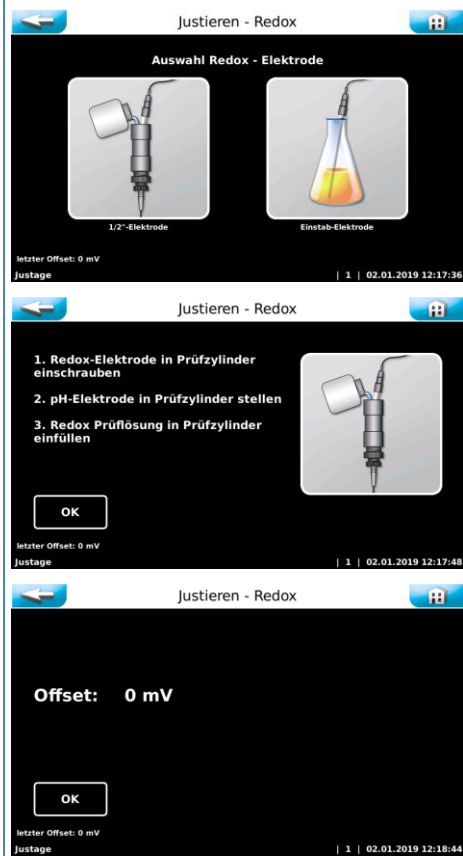 Justieren - Redox
Auswahl Redox - Elektrode
1/2"-Elektrode
Einstab-Elektrode
letzter Offset: 0 mV
Justage | 1 | 02.01.2019 12:17:36
Justieren - Redox
1. Redox-Elektrode in Prüfzylinder
einschrauben
2. pH-Elektrode in Prüfzylinder stellen
3. Redox Prüflösung in Prüfzylinder
einfüllen
OK
letzter Offset: 0 mV
Justage | 1 | 02.01.2019 12:17:48
Justieren - Redox
Offset: 0 mV
OK
letzter Offset: 0 mV
Justage | 1 | 02.01.2019 12:18:44